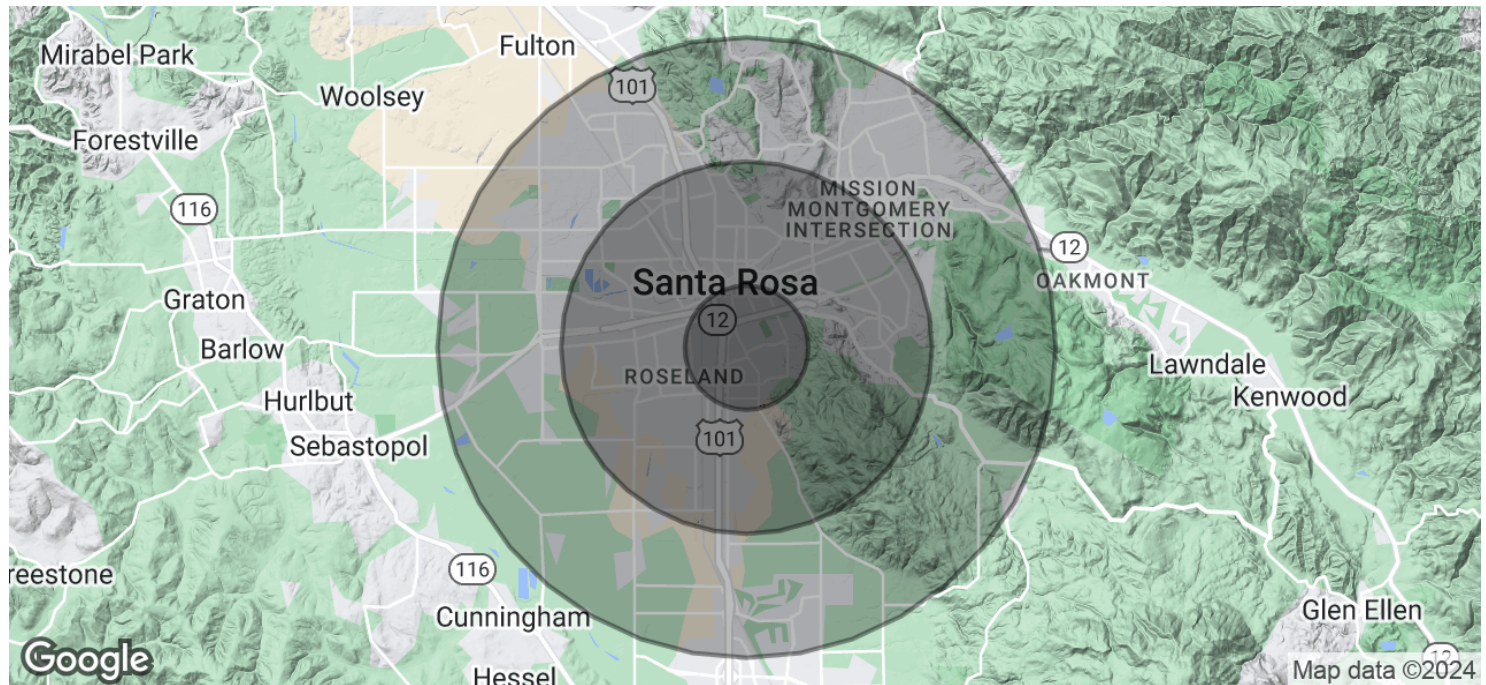 Fulton
Mirabel Park
101
Woolsey
Forestville
MISSION
MONTGOMERY
INTERSECTION
116
12
Santa Rosa
OAKMONT
Graton
12
Barlow
Lawndale
ROSELAND
Kenwood
Hurlbut
101
Sebastopol
116
reestone
Cunningham
Glen Ellen
12
Google
Hessel
Map data ©2024